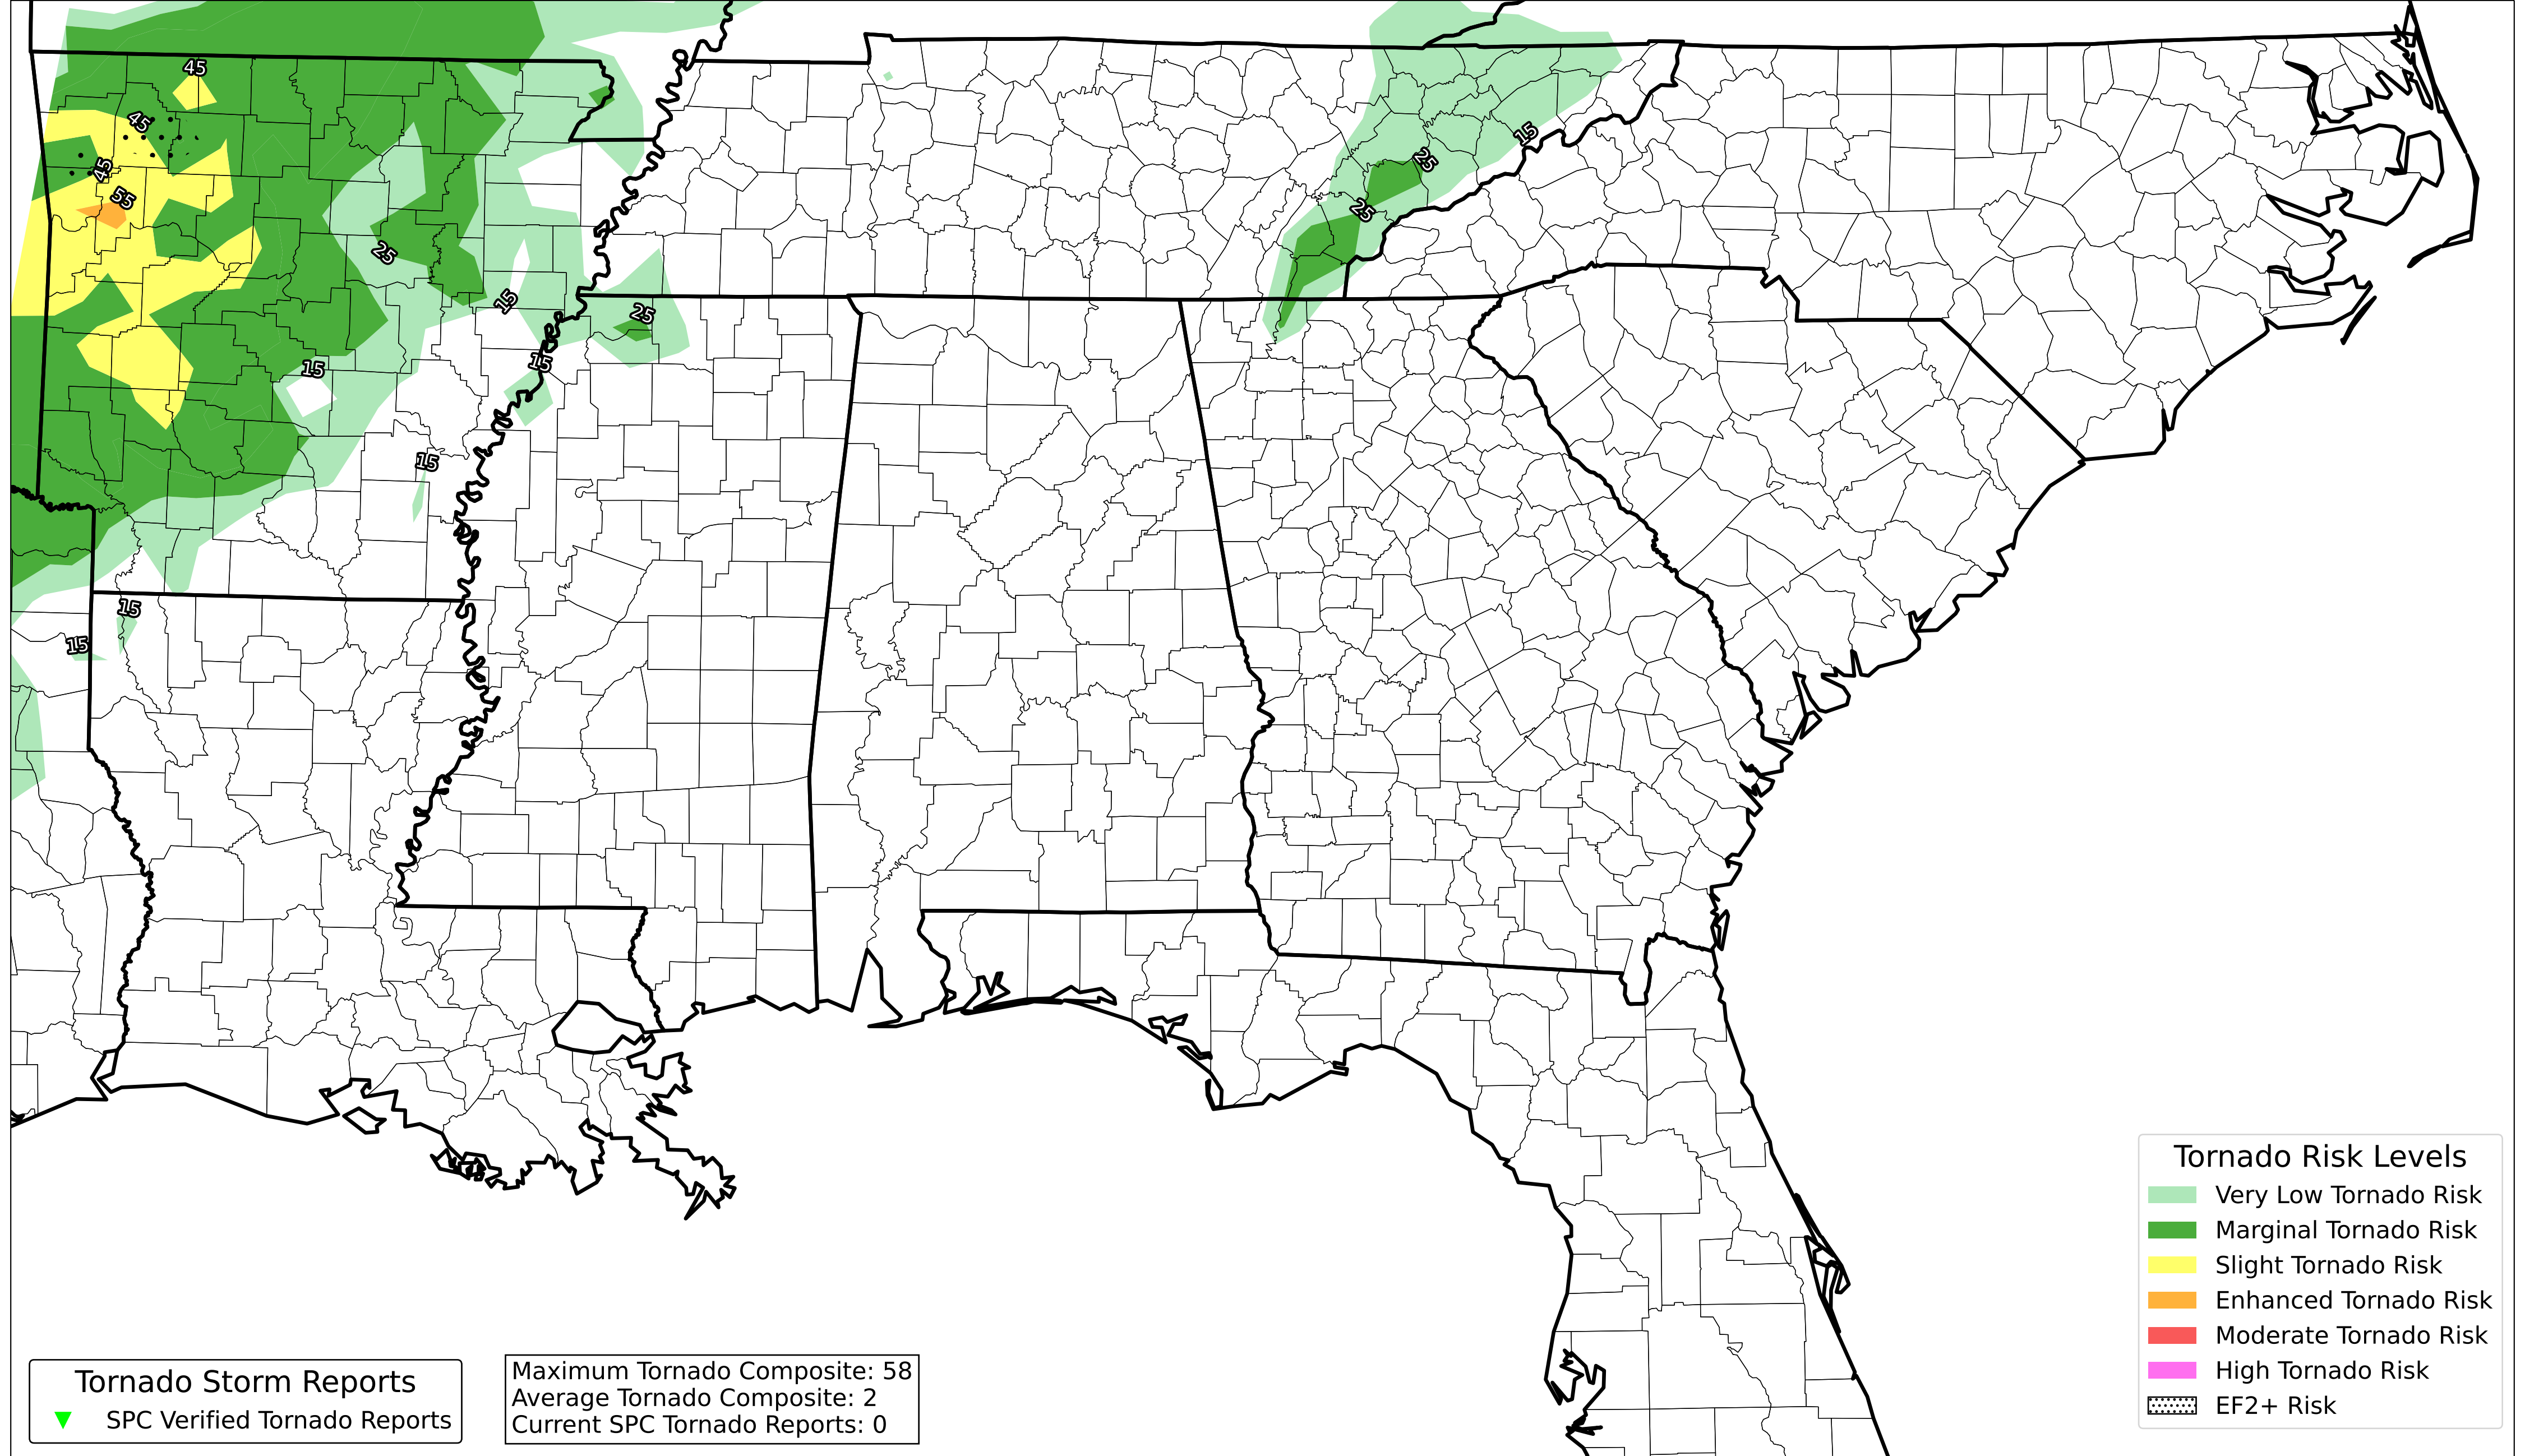 45
45
45
55
25
15
25
15
15
15
15
15
15
25
25
Tornado Storm Reports
SPC Verified Tornado Reports
Maximum Tornado Composite: 58
Average Tornado Composite: 2
Current SPC Tornado Reports: 0
Tornado Risk Levels
Very Low Tornado Risk
Marginal Tornado Risk
Slight Tornado Risk
Enhanced Tornado Risk
Moderate Tornado Risk
High Tornado Risk
EF2+ Risk